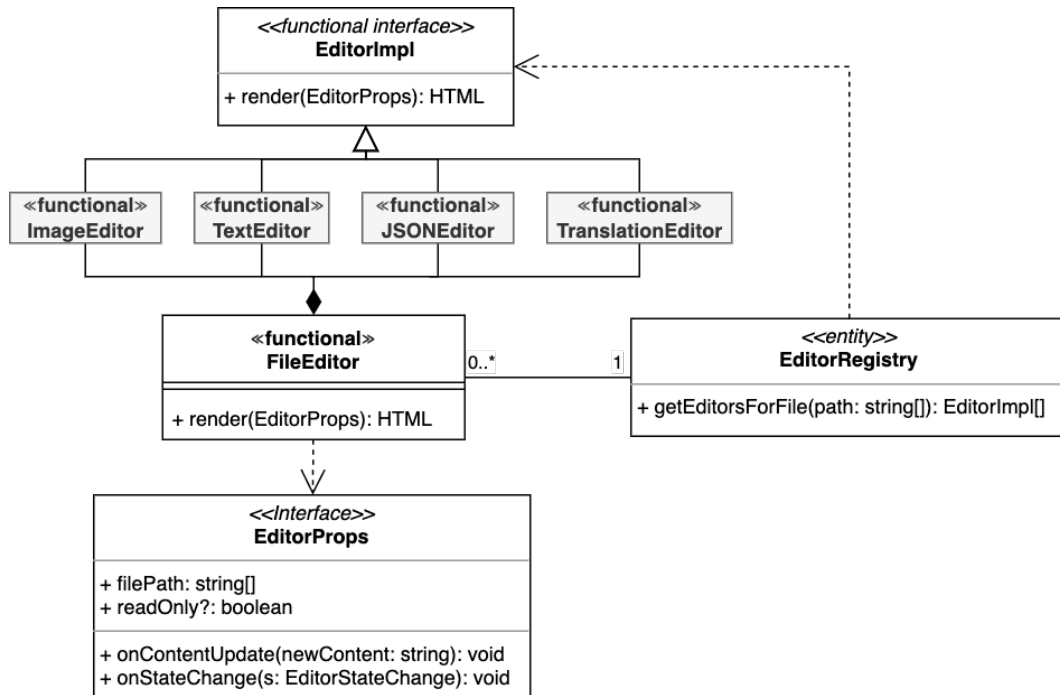 <<functional interface>>
EditorImpl
+ render(EditorProps): HTML
«functional»
ImageEditor
«functional»
TextEditor
«functional»
JSONEditor
«functional»
TranslationEditor
«functional»
FileEditor
+ render(EditorProps): HTML
0..*
1
<<entity>>
EditorRegistry
+ getEditorsForFile(path: string[]): EditorImpl[]
<<Interface>>
EditorProps
+ filePath: string[]
+ readOnly?: boolean
+ onContentUpdate(newContent: string): void
+ onStateChange(s: EditorStateChange): void